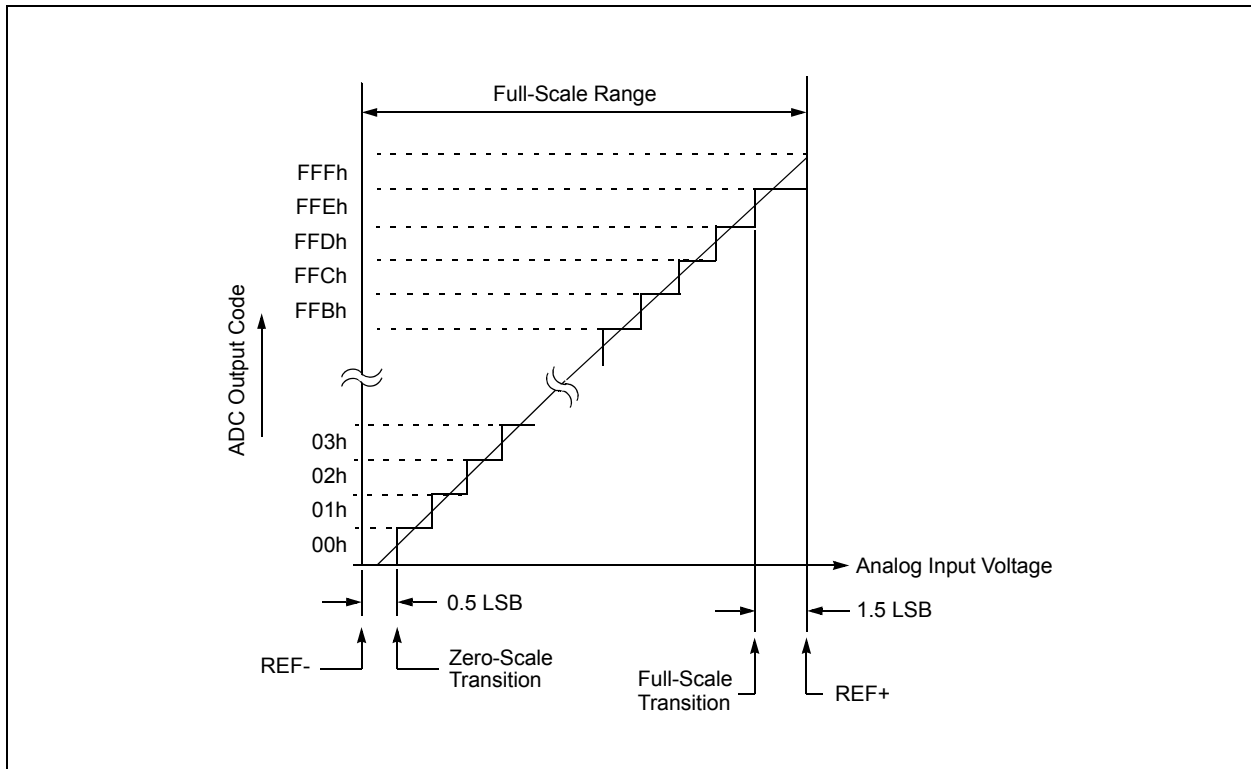 Full-Scale Range
FFFh
FFEh
FFDh
FFCh
FFBh
ADC Output Code
03h
02h
01h
00h
Analog Input Voltage
0.5 LSB
1.5 LSB
REF-
Zero-Scale
Transition
Full-Scale
Transition
REF+